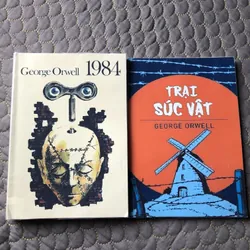 George Orwell 1984
TRẠI
SÚC VẬT
GEORGE ORWELL